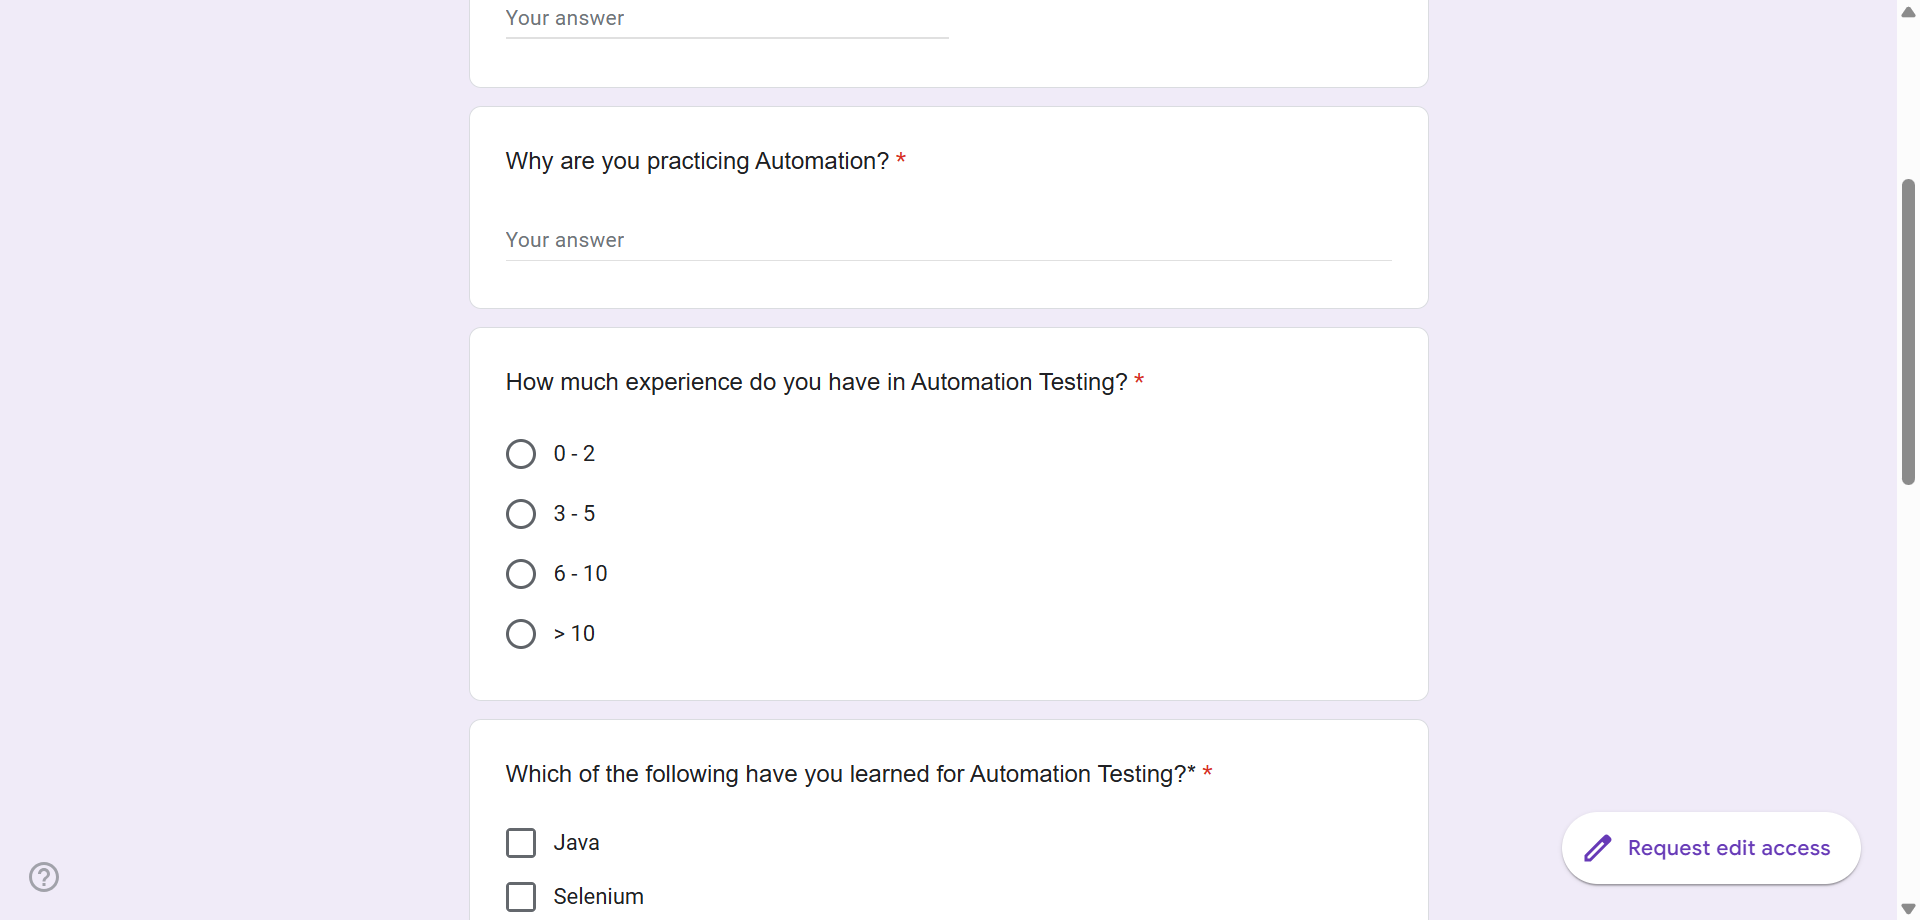 Your answer
Why are you practicing Automation? *
Your answer
How much experience do you have in Automation Testing? *
0 - 2
3 - 5
6 - 10
> 10
Which of the following have you learned for Automation Testing?* *
Java
Selenium
Request edit access